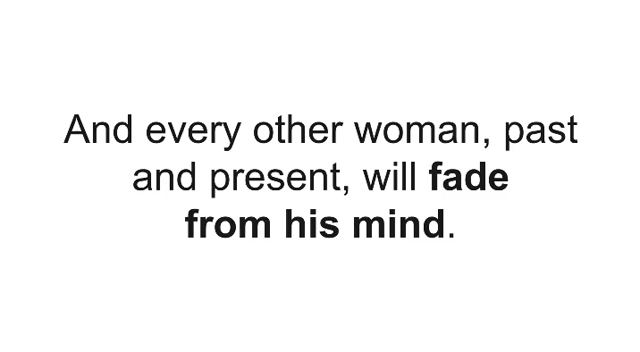 And every other woman, past
and present, will fade
from his mind.